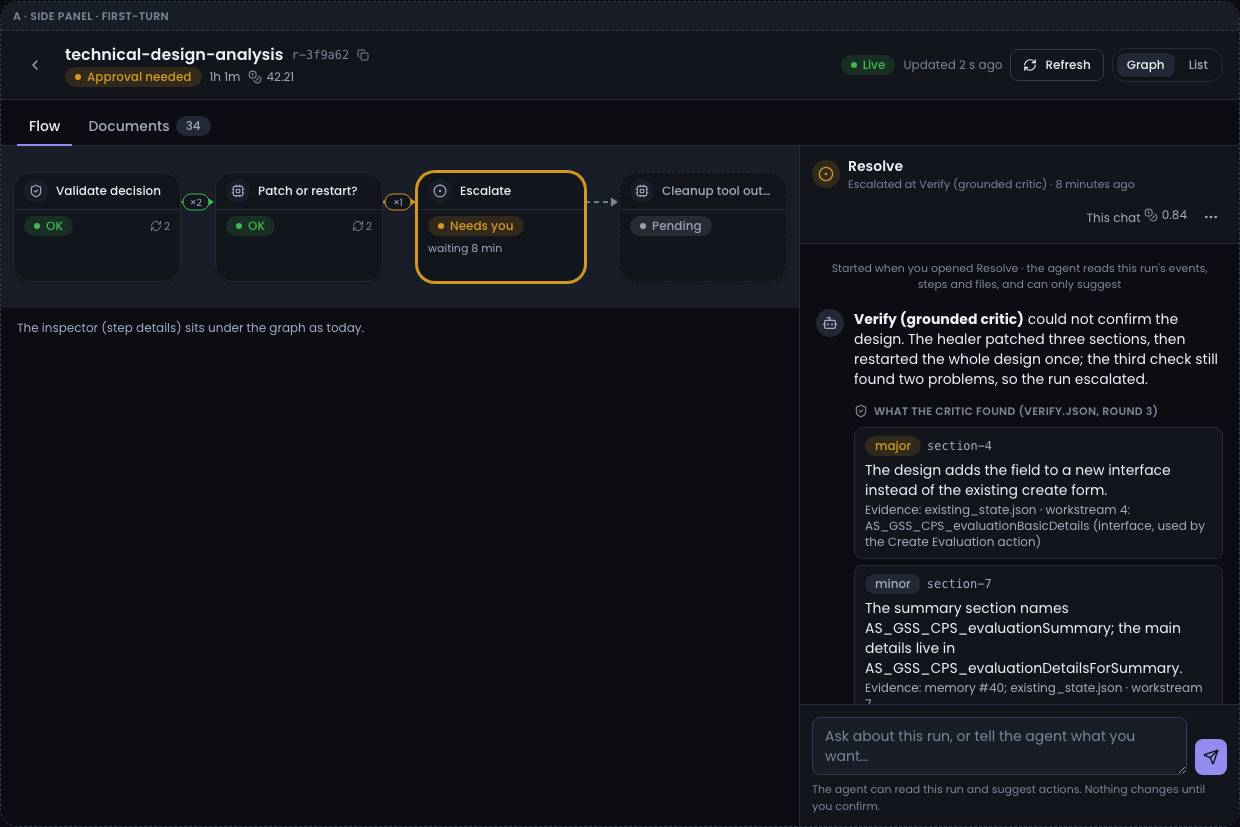 A · SIDE PANEL · FIRST-TURN
technical-design-analysis r-3f9a62
Approval needed 1h 1m 42.21
Live Updated 2 s ago Refresh Graph List
Flow Documents 34
Validate decision
OK 2
×2
Patch or restart?
OK 2
×1
Escalate
Needs you
waiting 8 min
Cleanup tool out...
Pending
The inspector (step details) sits under the graph as today.
Resolve
Escalated at Verify (grounded critic) · 8 minutes ago
This chat 0.84
Started when you opened Resolve · the agent reads this run's events,
steps and files, and can only suggest
Verify (grounded critic) could not confirm the
design. The healer patched three sections, then
restarted the whole design once; the third check still
found two problems, so the run escalated.
WHAT THE CRITIC FOUND (VERIFY.JSON, ROUND 3)
major section-4
The design adds the field to a new interface
instead of the existing create form.
Evidence: existing_state.json · workstream 4:
AS_GSS_CPS_evaluationBasicDetails (interface, used by
the Create Evaluation action)
minor section-7
The summary section names
AS_GSS_CPS_evaluationSummary; the main
details live in
AS_GSS_CPS_evaluationDetailsForSummary.
Evidence: memory #40; existing_state.json · workstream
7
Ask about this run, or tell the agent what you
want...
The agent can read this run and suggest actions. Nothing changes until
you confirm.